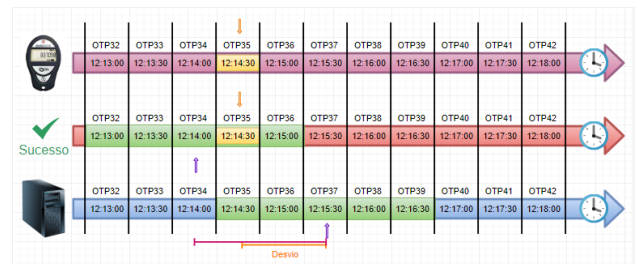 OTP32 OTP33 OTP34 OTP35 OTP36 OTP37 OTP38 OTP39 OTP40 OTP41 OTP42
12:13:00 12:13:30 12:14:00 12:14:30 12:15:00 12:15:30 12:16:00 12:16:30 12:17:00 12:17:30 12:18:00
OTP32 OTP33 OTP34 OTP35 OTP36 OTP37 OTP38 OTP39 OTP40 OTP41 OTP42
12:13:00 12:13:30 12:14:00 12:14:30 12:15:00 12:15:30 12:16:00 12:16:30 12:17:00 12:17:30 12:18:00
Sucesso
OTP32 OTP33 OTP34 OTP35 OTP36 OTP37 OTP38 OTP39 OTP40 OTP41 OTP42
12:13:00 12:13:30 12:14:00 12:14:30 12:15:00 12:15:30 12:16:00 12:16:30 12:17:00 12:17:30 12:18:00
Desvio